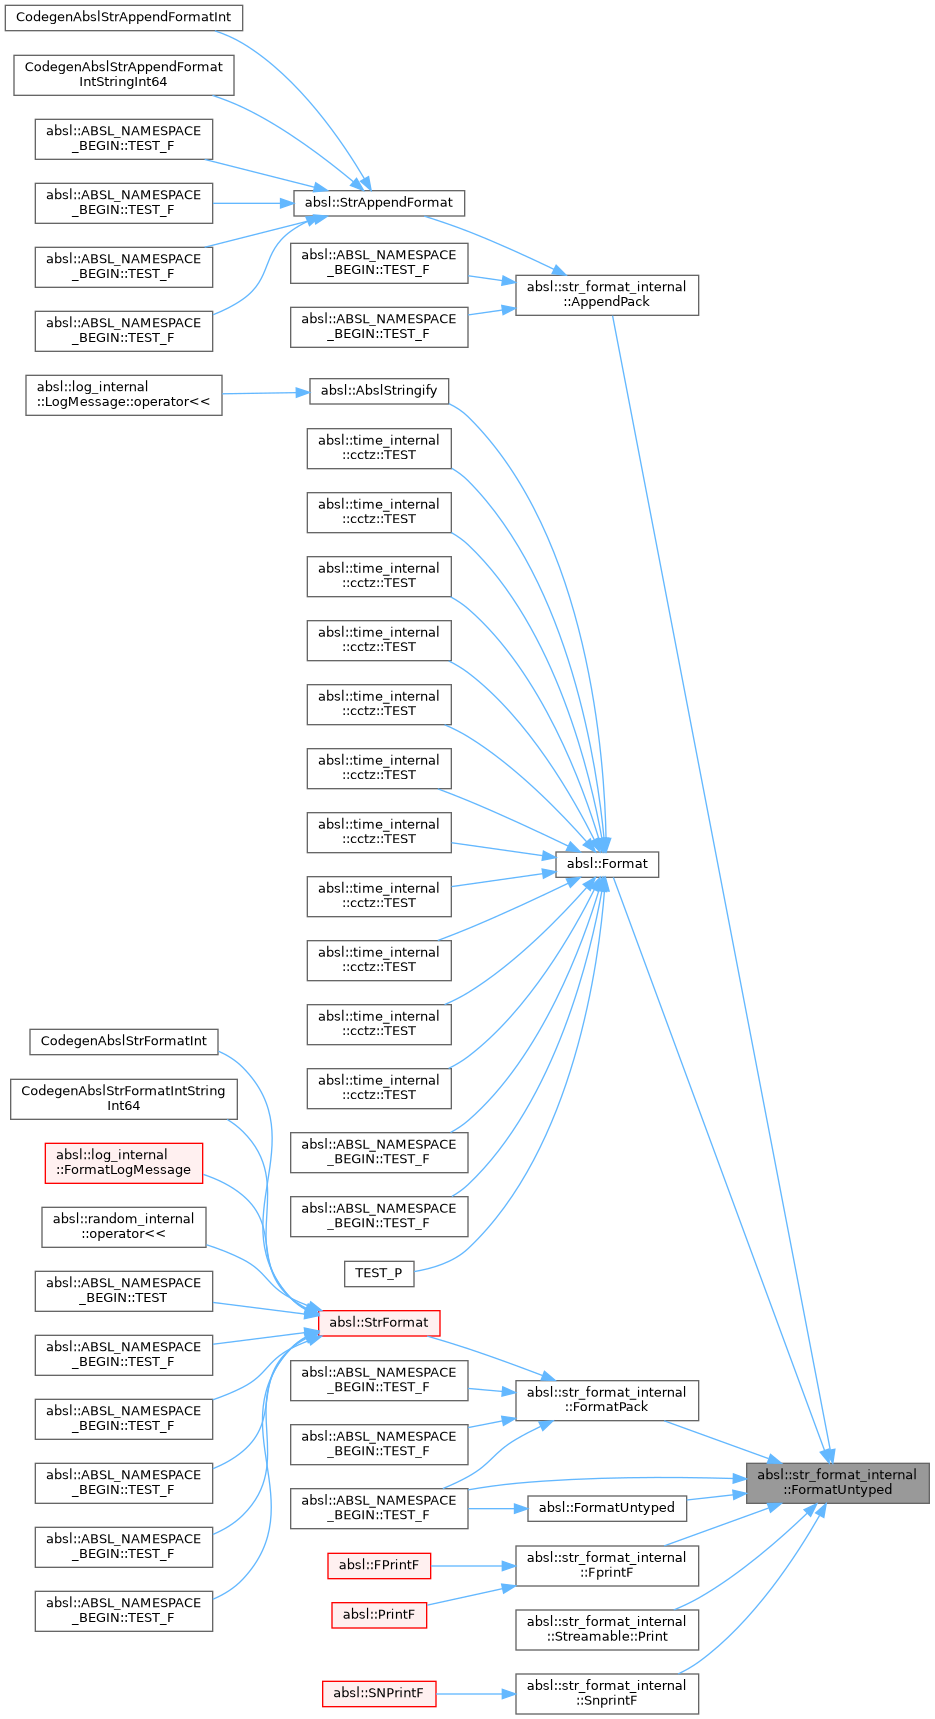 CodegenAbslStrAppendFormatInt
CodegenAbslStrAppendFormat
IntStringInt64
absl::ABSL_NAMESPACE
_BEGIN::TEST_F
absl::ABSL_NAMESPACE
_BEGIN::TEST_F
absl::StrAppendFormat
absl::ABSL_NAMESPACE
_BEGIN::TEST_F
absl::ABSL_NAMESPACE
_BEGIN::TEST_F
absl::ABSL_NAMESPACE
_BEGIN::TEST_F
absl::ABSL_NAMESPACE
_BEGIN::TEST_F
absl::str_format_internal
::AppendPack
absl::log_internal
::LogMessage::operator<<
absl::AbslStringify
absl::time_internal
::cctz::TEST
absl::time_internal
::cctz::TEST
absl::time_internal
::cctz::TEST
absl::time_internal
::cctz::TEST
absl::time_internal
::cctz::TEST
absl::time_internal
::cctz::TEST
absl::time_internal
::cctz::TEST
absl::time_internal
::cctz::TEST
absl::time_internal
::cctz::TEST
absl::time_internal
::cctz::TEST
absl::time_internal
::cctz::TEST
absl::ABSL_NAMESPACE
_BEGIN::TEST_F
absl::ABSL_NAMESPACE
_BEGIN::TEST_F
TEST_P
absl::Format
CodegenAbslStrFormatInt
CodegenAbslStrFormatIntString
Int64
absl::log_internal
::FormatLogMessage
absl::random_internal
::operator<<
absl::ABSL_NAMESPACE
_BEGIN::TEST
absl::ABSL_NAMESPACE
_BEGIN::TEST_F
absl::ABSL_NAMESPACE
_BEGIN::TEST_F
absl::ABSL_NAMESPACE
_BEGIN::TEST_F
absl::ABSL_NAMESPACE
_BEGIN::TEST_F
absl::ABSL_NAMESPACE
_BEGIN::TEST_F
absl::StrFormat
absl::ABSL_NAMESPACE
_BEGIN::TEST_F
absl::ABSL_NAMESPACE
_BEGIN::TEST_F
absl::ABSL_NAMESPACE
_BEGIN::TEST_F
absl::FPrintF
absl::PrintF
absl::SNPrintF
absl::str_format_internal
::FormatPack
absl::FormatUntyped
absl::str_format_internal
::FprintF
absl::str_format_internal
::Streamable::Print
absl::str_format_internal
::SnprintF
absl::str_format_internal
::FormatUntyped